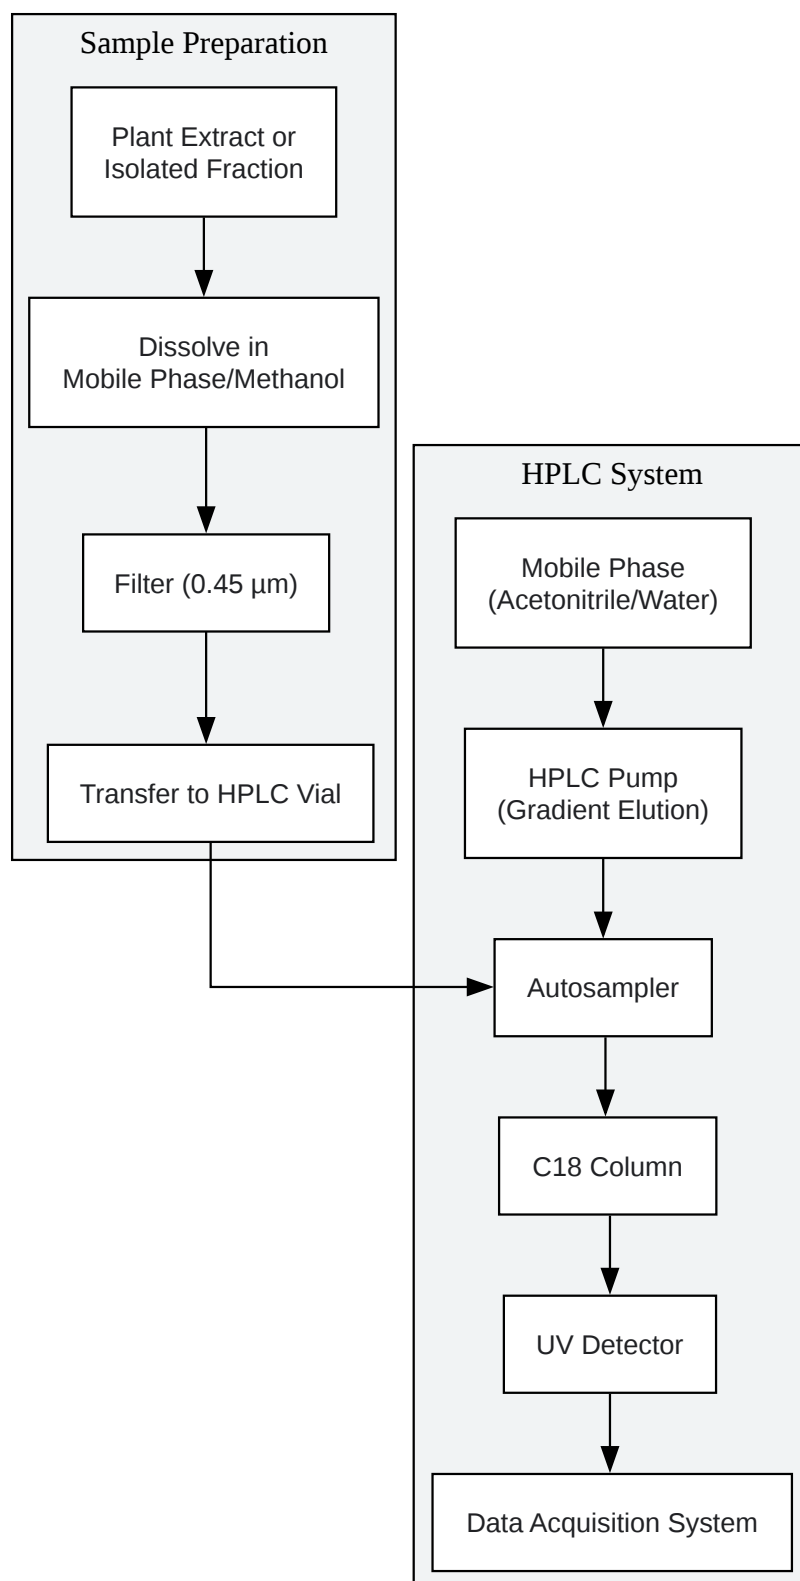 Sample Preparation
Plant Extract or
Isolated Fraction
Dissolve in
Mobile Phase/Methanol
Filter (0.45 µm)
Transfer to HPLC Vial
HPLC System
Mobile Phase
(Acetonitrile/Water)
HPLC Pump
(Gradient Elution)
Autosampler
C18 Column
UV Detector
Data Acquisition System